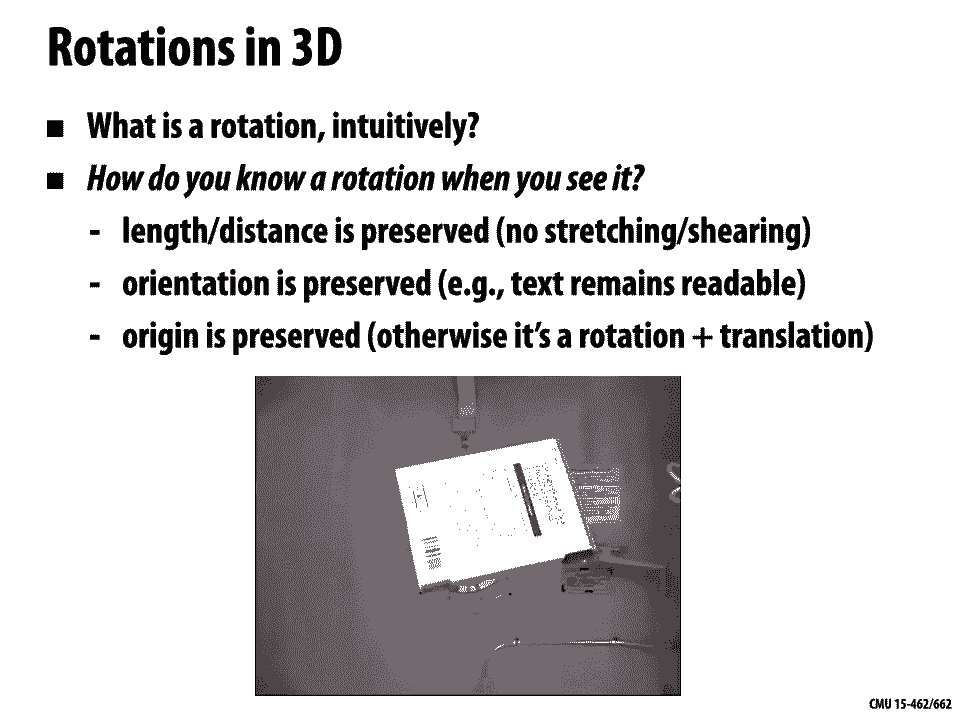 Rotations in 3D
■ What is a rotation, intuitively?
■ How do you know a rotation when you see it?
- length/distance is preserved (no stretching/shearing)
- orientation is preserved (e.g., text remains readable)
- origin is preserved (otherwise it’s a rotation + translation)
CMU 15-462/662